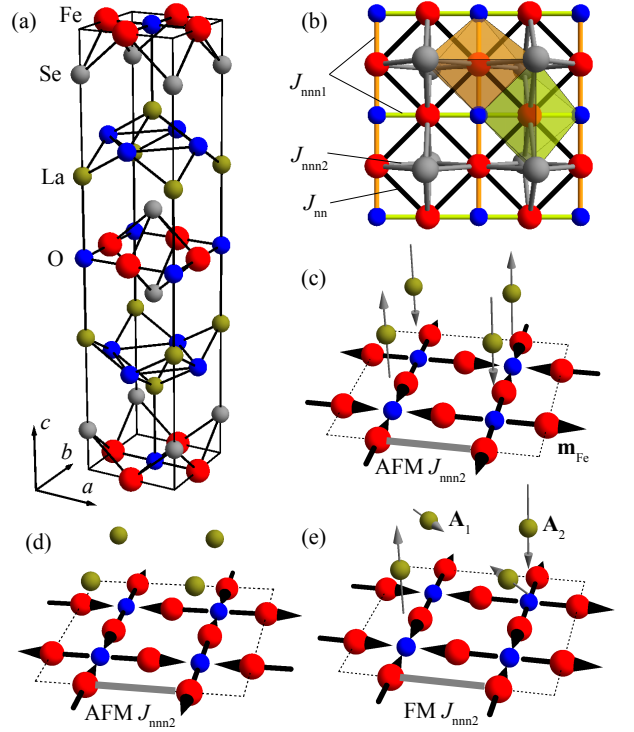 (a)
Fe
Se
La
O
c
b
a
(b)
Jnnn1
Jnnn2
Jnn
(c)
mFe
AFM Jnnn2
(d)
AFM Jnnn2
(e)
A1
A2
FM Jnnn2